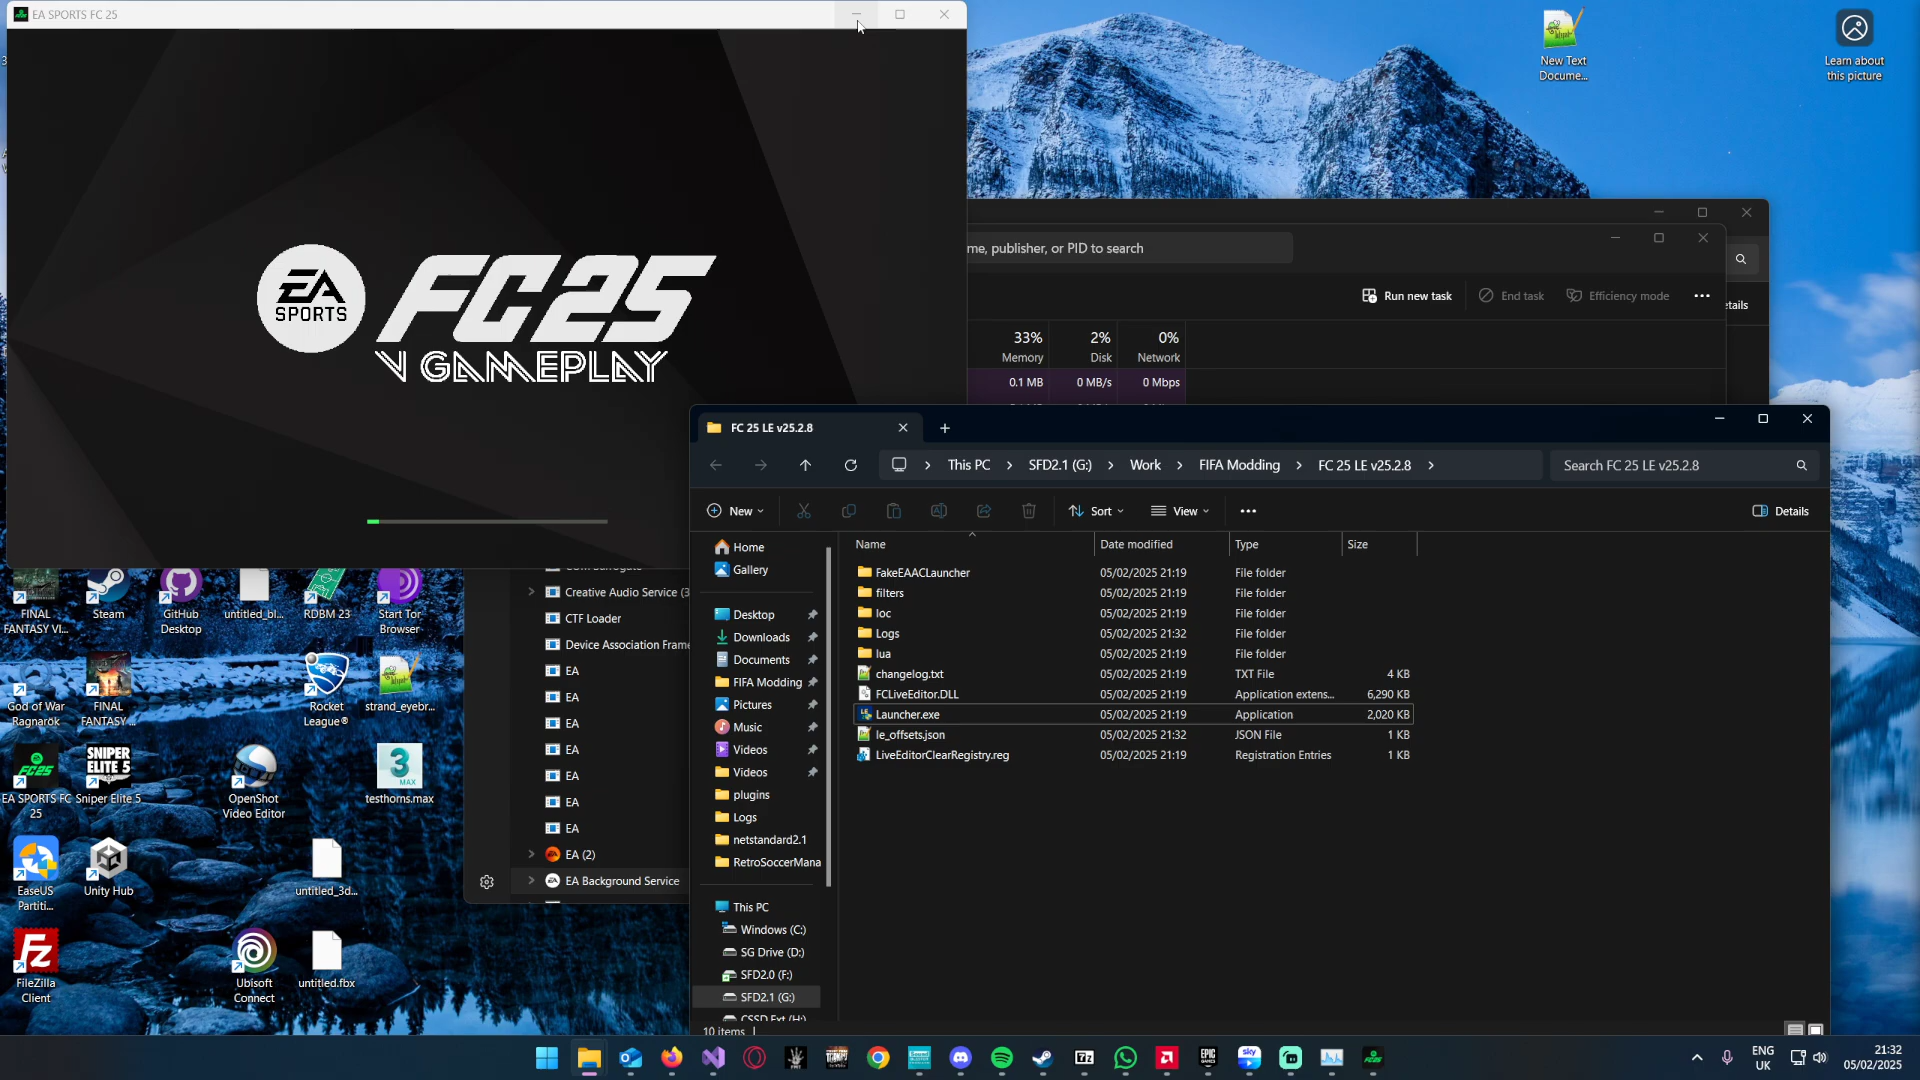 EA SPORTS FC 25
EA
SPORTS
FC25
V GAMEPLAY
New Text
Docume...
Learn about
this picture
me, publisher, or PID to search
Run new task
End task
Efficiency mode
etails
33%
2%
0%
Memory
Disk
Network
0.1 MB
0 MB/s
0 Mbps
FC 25 LE v25.2.8
This PC
SFD2.1 (G:)
Work
FIFA Modding
FC 25 LE v25.2.8
Search FC 25 LE v25.2.8
New
Sort
View
Details
Name
Date modified
Type
Size
FakeEAACLauncher 05/02/2025 21:19 File folder
filters 05/02/2025 21:19 File folder
loc 05/02/2025 21:19 File folder
Logs 05/02/2025 21:32 File folder
lua 05/02/2025 21:19 File folder
changelog.txt 05/02/2025 21:19 TXT File 4 KB
FCLiveEditor.DLL 05/02/2025 21:19 Application extens... 6,290 KB
Launcher.exe 05/02/2025 21:19 Application 2,020 KB
le_offsets.json 05/02/2025 21:32 JSON File 1 KB
LiveEditorClearRegistry.reg 05/02/2025 21:19 Registration Entries 1 KB
Home
Gallery
Desktop
Downloads
Documents
FIFA Modding
Pictures
Music
Videos
Videos
plugins
Logs
netstandard2.1
RetroSoccerMana
This PC
Windows (C:)
SG Drive (D:)
SFD2.0 (F:)
SFD2.1 (G:)
CSSD Ext (H:)
10 items
Creative Audio Service (3
CTF Loader
Device Association Frame
EA
EA
EA
EA
EA
EA
EA
EA (2)
EA Background Service
FINAL
FANTASY VI...
Steam
GitHub
Desktop
untitled_bl...
RDBM 23
Start Tor
Browser
God of War
Ragnarök
FINAL
FANTASY ...
Rocket
League®
strand_eyebr...
FC25
SNIPER
ELITE 5
3
MAX
EA SPORTS FC
25
Sniper Elite 5
OpenShot
Video Editor
testhorns.max
EaseUS
Partiti...
Unity Hub
untitled_3d...
FileZilla
Client
Ubisoft
Connect
untitled.fbx
ENG
UK
21:32
05/02/2025